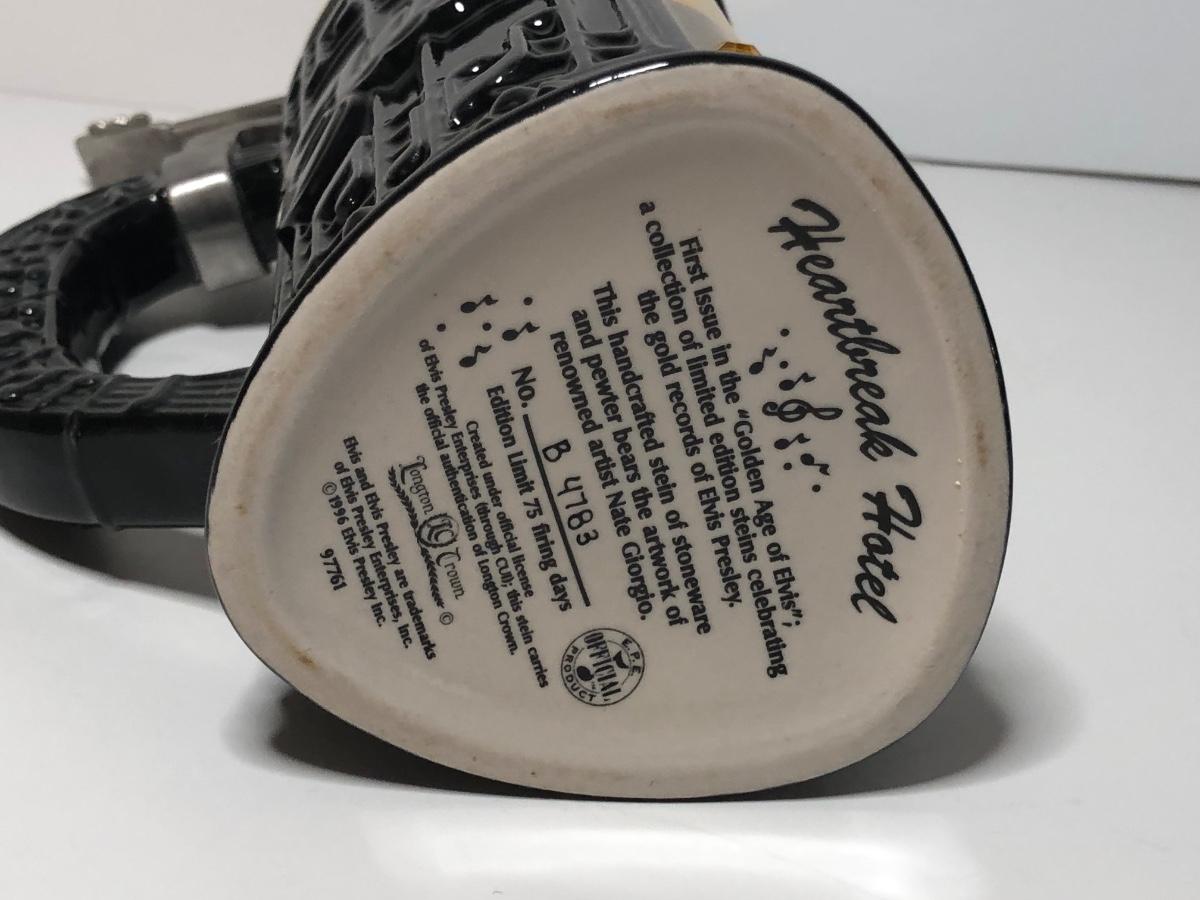 Heartbreak Hotel
First Issue in the "Golden Age of Elvis";
a collection of limited edition steins celebrating
the gold records of Elvis Presley.
This handcrafted stein of stoneware
and pewter bears the artwork of
renowned artist Nate Giorgio.
No. B 4783
Edition Limit 75 firing days
Created under official license
of Elvis Presley Enterprises (through CUI); this stein carries
the official authentication of Longton Crown.
E.P.E.
OFFICIAL
PRODUCT
Longton LC Crown ©
Elvis and Elvis Presley are trademarks
of Elvis Presley Enterprises, Inc.
©1996 Elvis Presley Inc.
97761